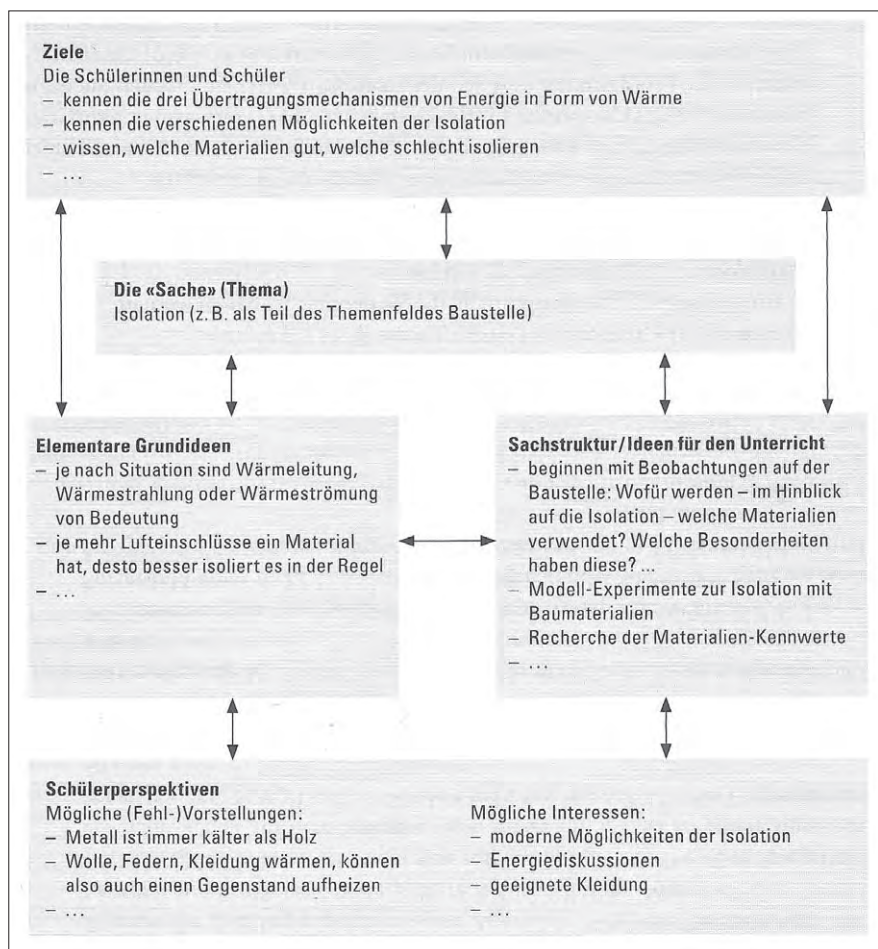 Ziele
Die Schülerinnen und Schüler
– kennen die drei Übertragungsmechanismen von Energie in Form von Wärme
– kennen die verschiedenen Möglichkeiten der Isolation
– wissen, welche Materialien gut, welche schlecht isolieren
– ...
Die «Sache» (Thema)
Isolation (z. B. als Teil des Themenfeldes Baustelle)
Elementare Grundideen
– je nach Situation sind Wärmeleitung,
Wärmestrahlung oder Wärmeströmung
von Bedeutung
– je mehr Lufteinschlüsse ein Material
hat, desto besser isoliert es in der Regel
– ...
Sachstruktur/Ideen für den Unterricht
– beginnen mit Beobachtungen auf der
Baustelle: Wofür werden – im Hinblick
auf die Isolation – welche Materialien
verwendet? Welche Besonderheiten
haben diese? ...
– Modell-Experimente zur Isolation mit
Baumaterialien
– Recherche der Materialien-Kennwerte
– ...
Schülerperspektiven
Mögliche (Fehl-)Vorstellungen:
– Metall ist immer kälter als Holz
– Wolle, Federn, Kleidung wärmen, können
also auch einen Gegenstand aufheizen
– ...
Mögliche Interessen:
– moderne Möglichkeiten der Isolation
– Energiediskussionen
– geeignete Kleidung
– ...